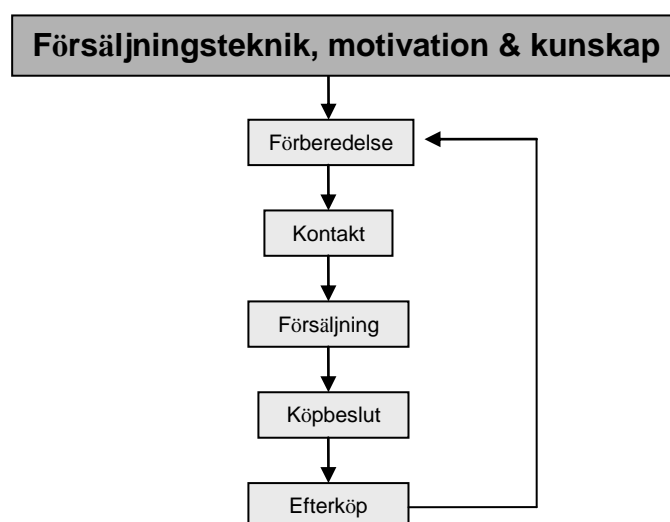 Försäljningsteknik, motivation & kunskap
Förberedelse
Kontakt
Försäljning
Köpbeslut
Efterköp